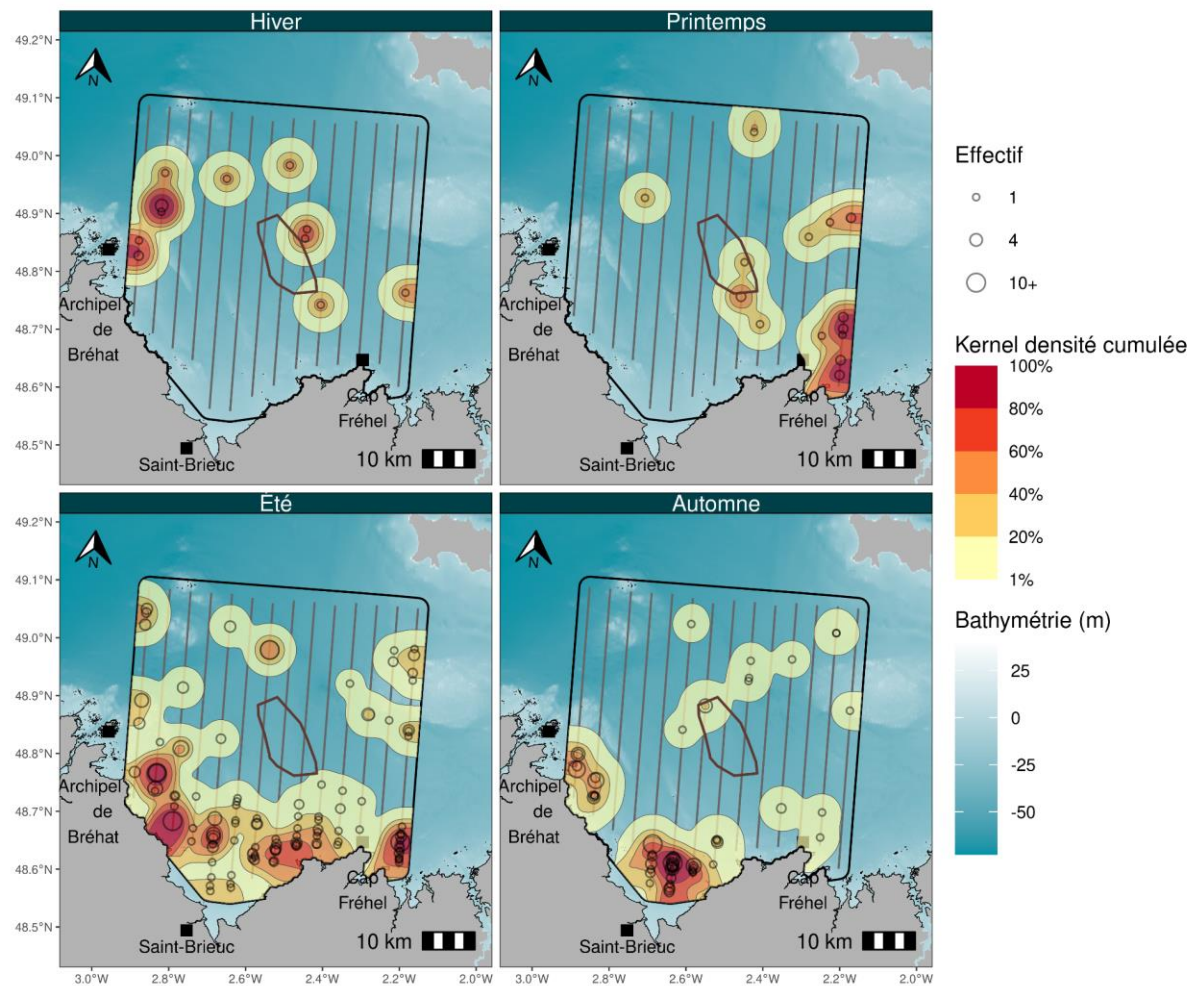 Hiver
Printemps
49.2°N
49.1°N
49.0°N
48.9°N
48.8°N
48.7°N
48.6°N
48.5°N
N
Archipel
de
Bréhat
Cap
Fréhel
Saint-Brieuc
10 km
N
Archipel
de
Bréhat
Cap
Fréhel
Saint-Brieuc
10 km
Été
Automne
49.2°N
49.1°N
49.0°N
48.9°N
48.8°N
48.7°N
48.6°N
48.5°N
N
Archipel
de
Bréhat
Cap
Fréhel
Saint-Brieuc
10 km
N
Archipel
de
Bréhat
Cap
Fréhel
Saint-Brieuc
10 km
3.0°W 2.8°W 2.6°W 2.4°W 2.2°W 2.0°W
3.0°W 2.8°W 2.6°W 2.4°W 2.2°W 2.0°W
Effectif
1
4
10+
Kernel densité cumulée
100%
80%
60%
40%
20%
1%
Bathymétrie (m)
25
0
-25
-50